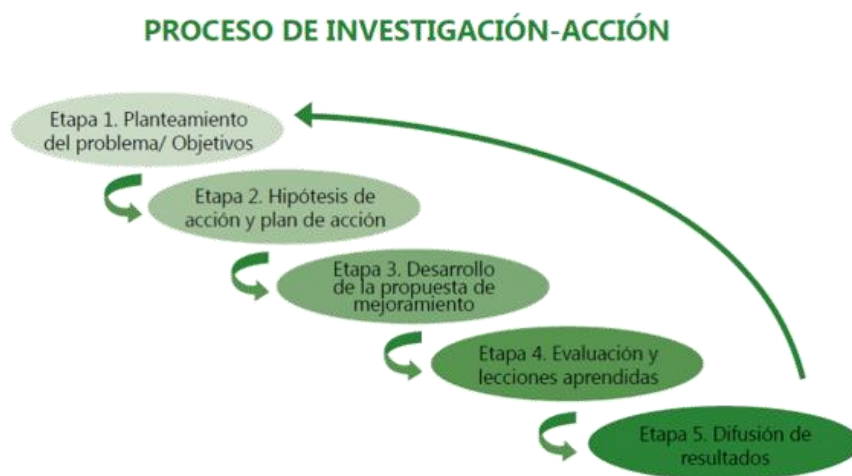 PROCESO DE INVESTIGACIÓN-ACCIÓN
Etapa 1. Planteamiento
del problema/ Objetivos
Etapa 2. Hipótesis de
acción y plan de acción
Etapa 3. Desarrollo
de la propuesta de
mejoramiento
Etapa 4. Evaluación y
lecciones aprendidas
Etapa 5. Difusión de
resultados